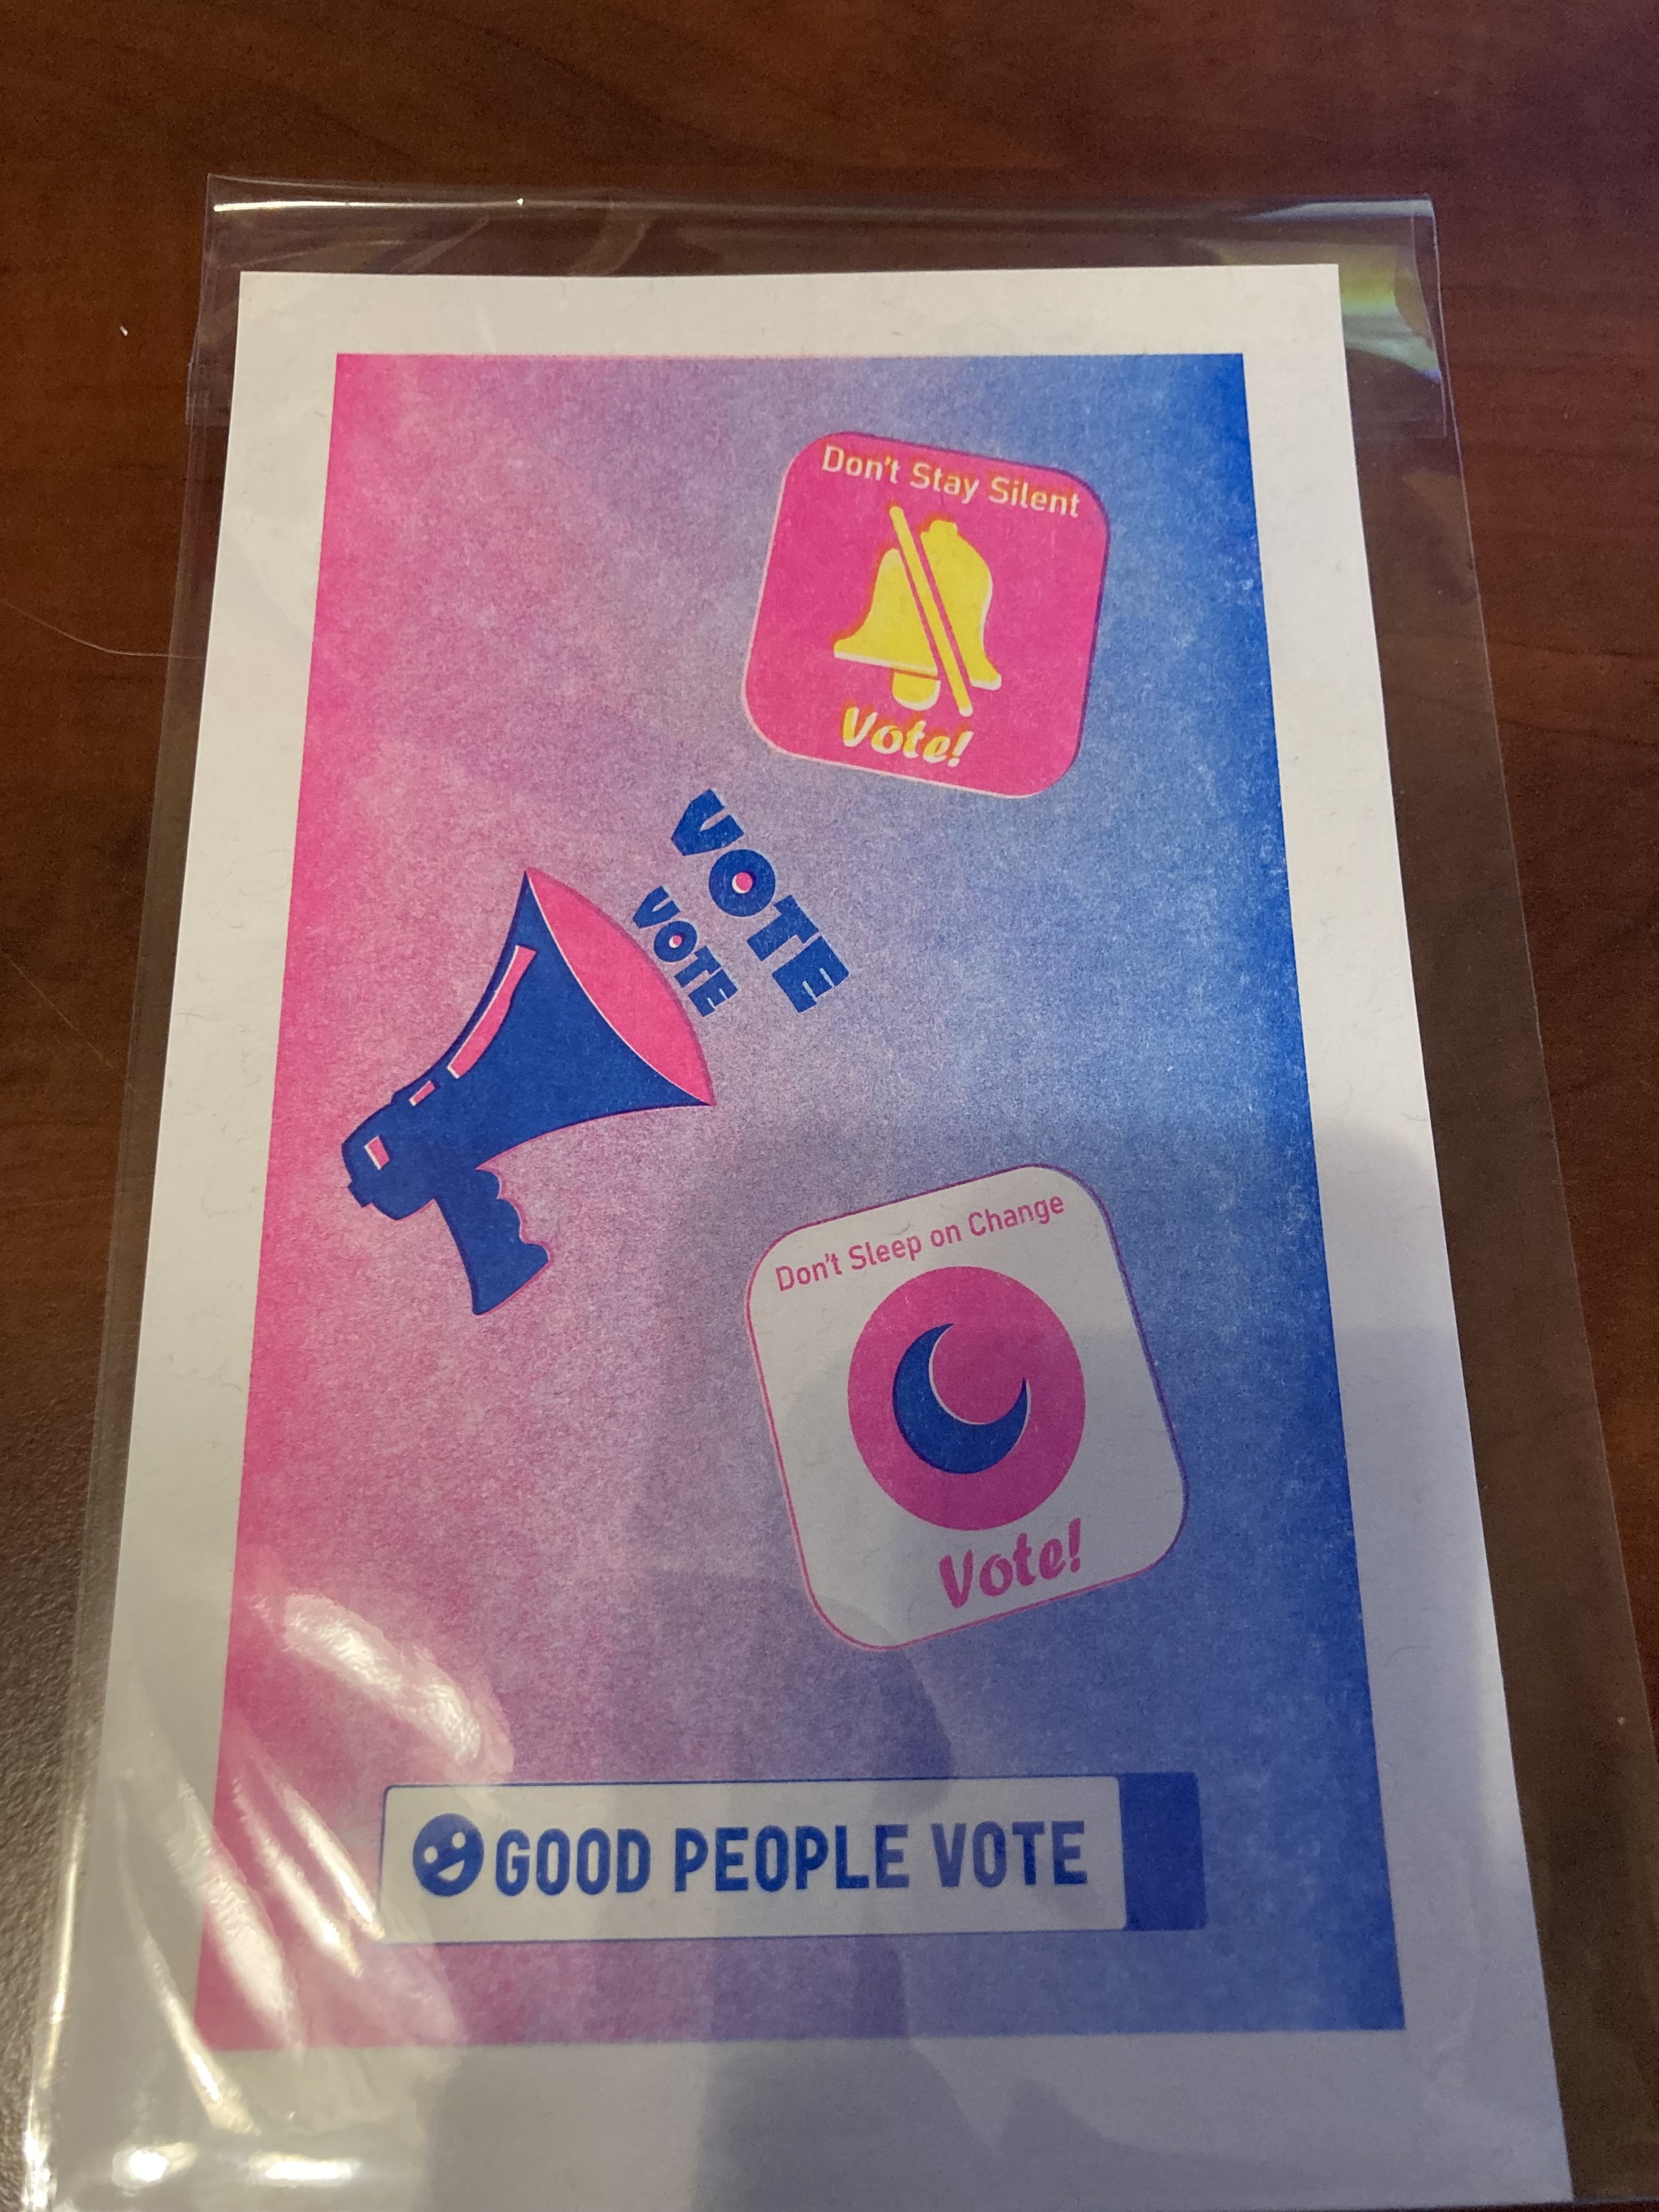 Don't Stay Silent
Vote!
VOTE
VOTE
Don't Sleep on Change
Vote!
GOOD PEOPLE VOTE